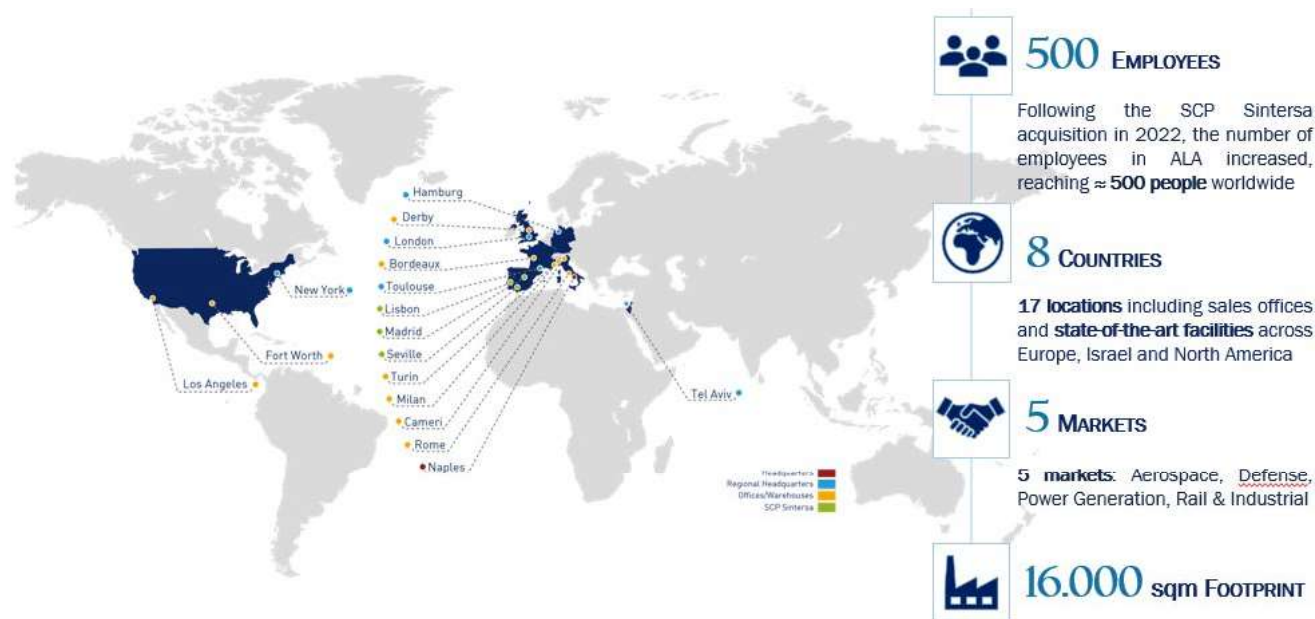 Hamburg
Derby
London
Bordeaux
Toulouse
Lisbon
Madrid
Seville
Turin
Milan
Cameri
Rome
Naples
New York
Fort Worth
Los Angeles
Tel Aviv
Headquarters
Regional Headquarters
Offices/Warehouses
SCP Sintersa
500 EMPLOYEES
Following the SCP Sintersa
acquisition in 2022, the number of
employees in ALA increased,
reaching ≈ 500 people worldwide
8 COUNTRIES
17 locations including sales offices
and state-of-the-art facilities across
Europe, Israel and North America
5 MARKETS
5 markets: Aerospace, Defense,
Power Generation, Rail & Industrial
16.000 sqm FOOTPRINT